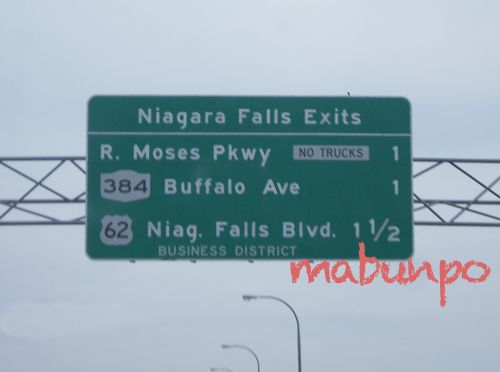 Niagara Falls Exits
R. Moses Pkwy NO TRUCKS 1
384 Buffalo Ave 1
62 Niag. Falls Blvd. 1 1/2
BUSINESS DISTRICT
mabunpo